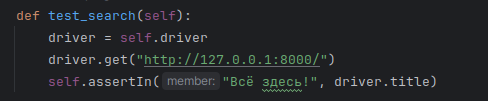 def test_search(self):
    driver = self.driver
    driver.get("http://127.0.0.1:8000/")
    self.assertIn( member: "Всё здесь!", driver.title)